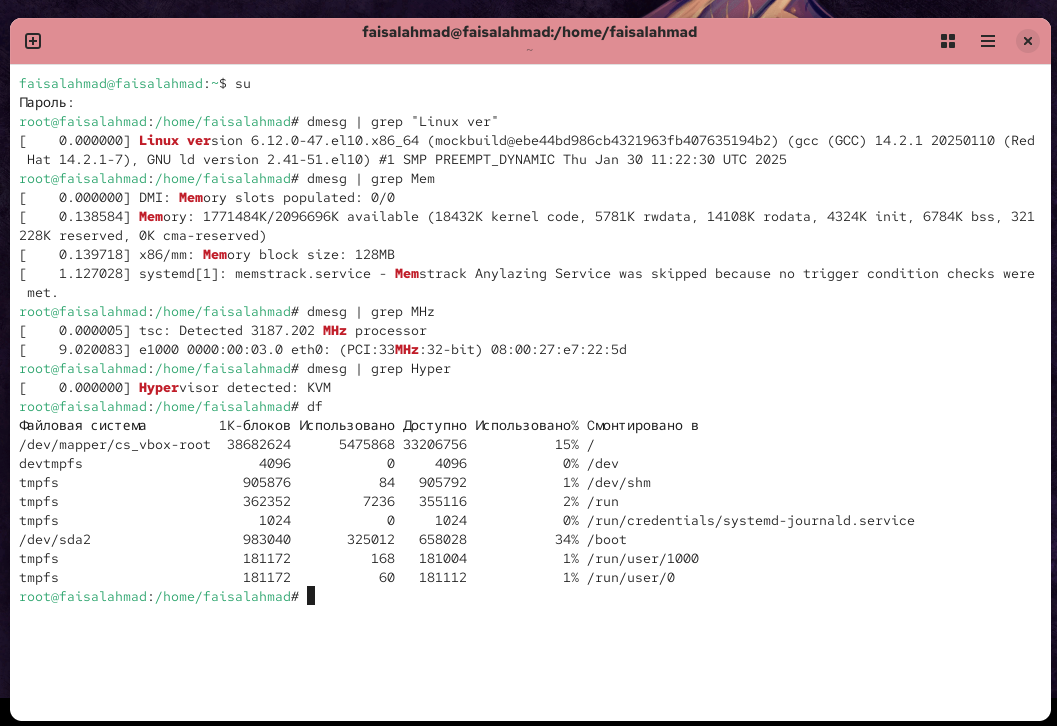 faisalahmad@faisalahmad:/home/faisalahmad
~
faisalahmad@faisalahmad:~$ su
Пароль:
root@faisalahmad:/home/faisalahmad# dmesg | grep "Linux ver"
[    0.000000] Linux version 6.12.0-47.el10.x86_64 (mockbuild@ebe44bd986cb4321963fb407635194b2) (gcc (GCC) 14.2.1 20250110 (Red
 Hat 14.2.1-7), GNU ld version 2.41-51.el10) #1 SMP PREEMPT_DYNAMIC Thu Jan 30 11:22:30 UTC 2025
root@faisalahmad:/home/faisalahmad# dmesg | grep Mem
[    0.000000] DMI: Memory slots populated: 0/0
[    0.138584] Memory: 1771484K/2096696K available (18432K kernel code, 5781K rwdata, 14108K rodata, 4324K init, 6784K bss, 321
228K reserved, 0K cma-reserved)
[    0.139718] x86/mm: Memory block size: 128MB
[    1.127028] systemd[1]: memstrack.service - Memstrack Anylazing Service was skipped because no trigger condition checks were
 met.
root@faisalahmad:/home/faisalahmad# dmesg | grep MHz
[    0.000005] tsc: Detected 3187.202 MHz processor
[    9.020083] e1000 0000:00:03.0 eth0: (PCI:33MHz:32-bit) 08:00:27:e7:22:5d
root@faisalahmad:/home/faisalahmad# dmesg | grep Hyper
[    0.000000] Hypervisor detected: KVM
root@faisalahmad:/home/faisalahmad# df
Файловая система         1K-блоков Использовано Доступно Использовано% Смонтировано в
/dev/mapper/cs_vbox-root  38682624      5475868 33206756           15% /
devtmpfs                      4096            0     4096            0% /dev
tmpfs                       905876           84   905792            1% /dev/shm
tmpfs                       362352         7236   355116            2% /run
tmpfs                         1024            0     1024            0% /run/credentials/systemd-journald.service
/dev/sda2                   983040       325012   658028           34% /boot
tmpfs                       181172          168   181004            1% /run/user/1000
tmpfs                       181172           60   181112            1% /run/user/0
root@faisalahmad:/home/faisalahmad#